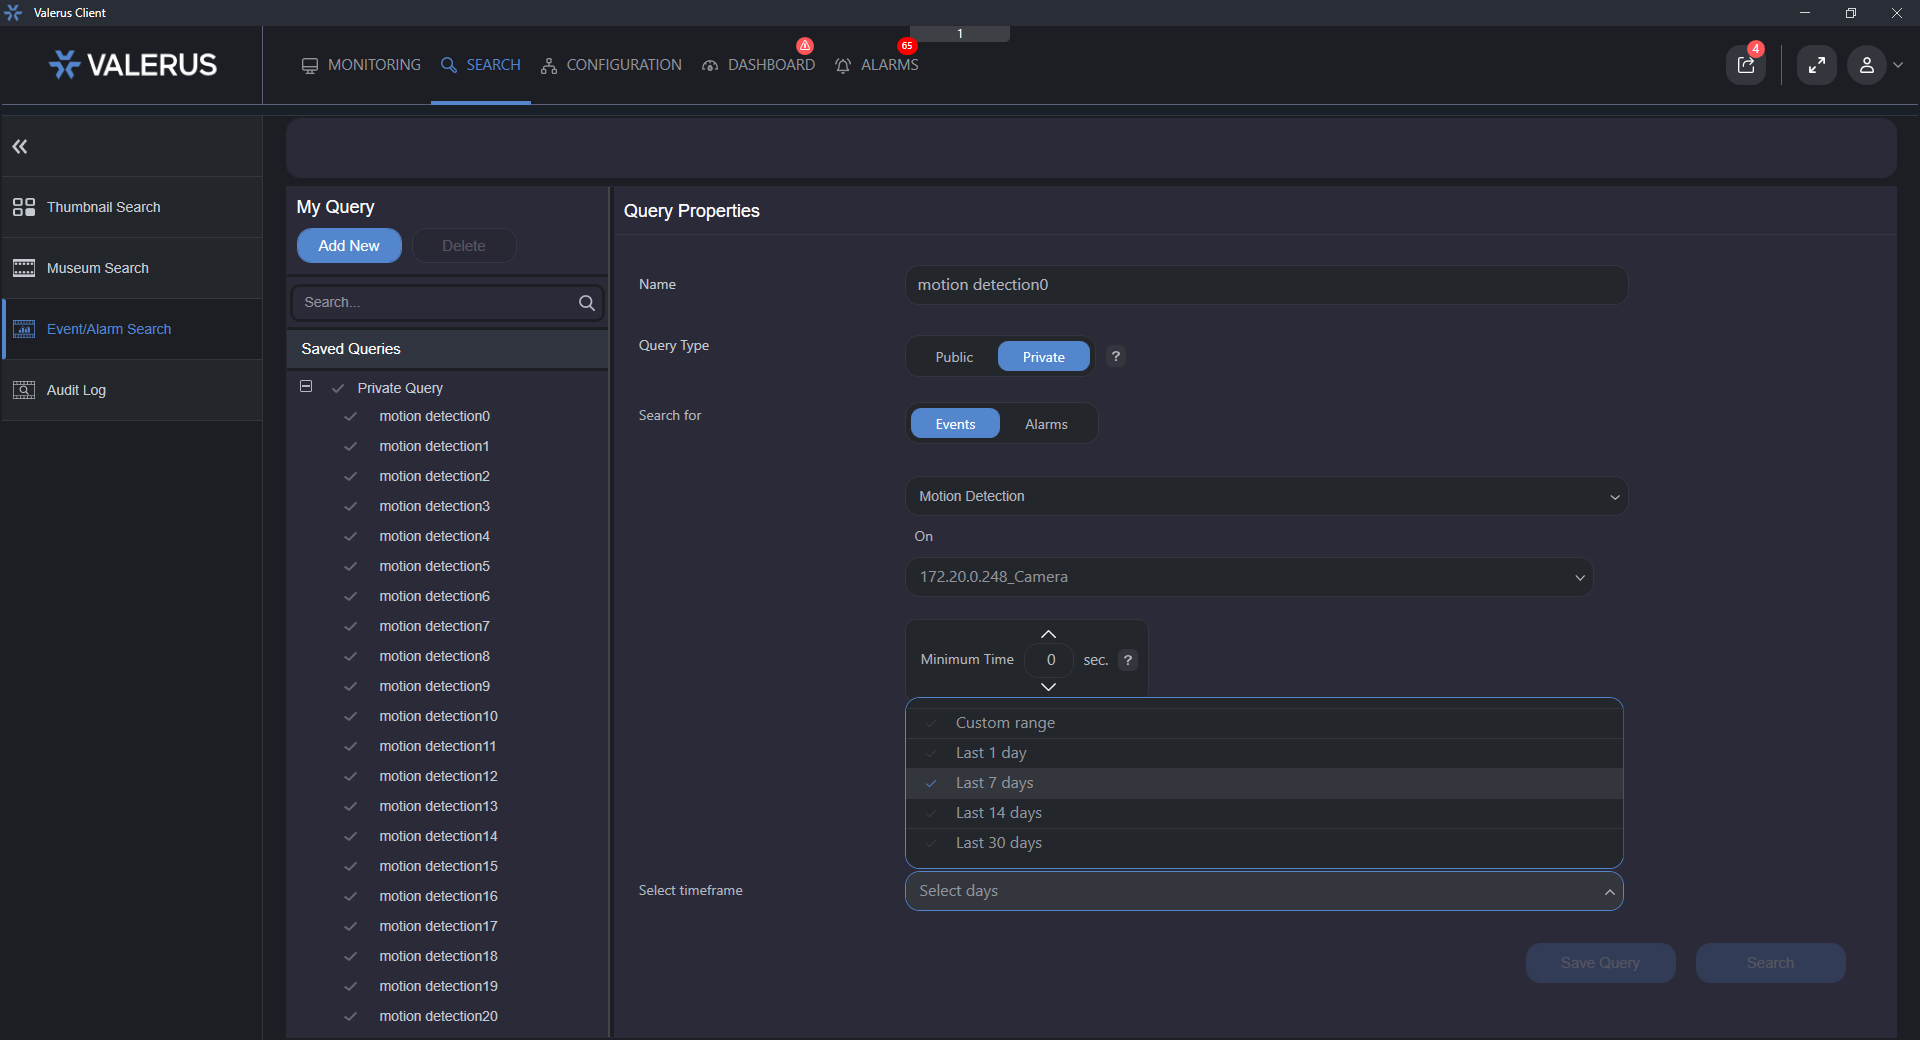 Valerus Client
VALERUS
MONITORING
SEARCH
CONFIGURATION
DASHBOARD
65
ALARMS
1
4
Thumbnail Search
Museum Search
Event/Alarm Search
Audit Log
My Query
Add New
Delete
Search...
Saved Queries
Private Query
motion detection0
motion detection1
motion detection2
motion detection3
motion detection4
motion detection5
motion detection6
motion detection7
motion detection8
motion detection9
motion detection10
motion detection11
motion detection12
motion detection13
motion detection14
motion detection15
motion detection16
motion detection17
motion detection18
motion detection19
motion detection20
Query Properties
Name
motion detection0
Query Type
Public
Private
?
Search for
Events
Alarms
Motion Detection
On
172.20.0.248_Camera
Minimum Time 0 sec. ?
Custom range
Last 1 day
Last 7 days
Last 14 days
Last 30 days
Select timeframe
Select days
Save Query
Search